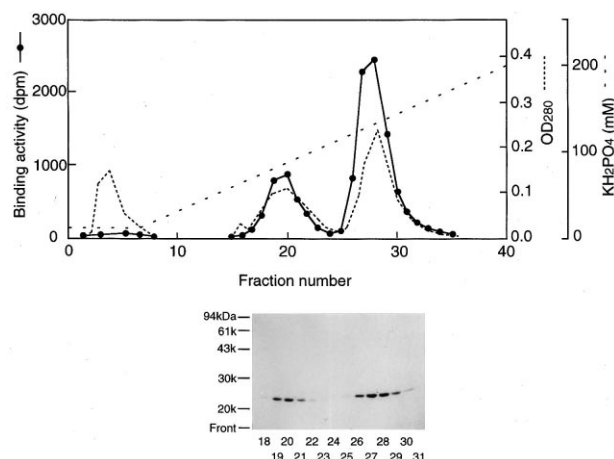 3000
2000
1000
0
Binding activity (dpm)
0
10
20
30
40
Fraction number
0.4
0.3
0.2
0.1
0.0
OD280
200
100
0
KH2PO4 (mM)
94kDa
61k
43k
30k
20k
Front
18 20 22 24 26 28 30
19 21 23 25 27 29 31